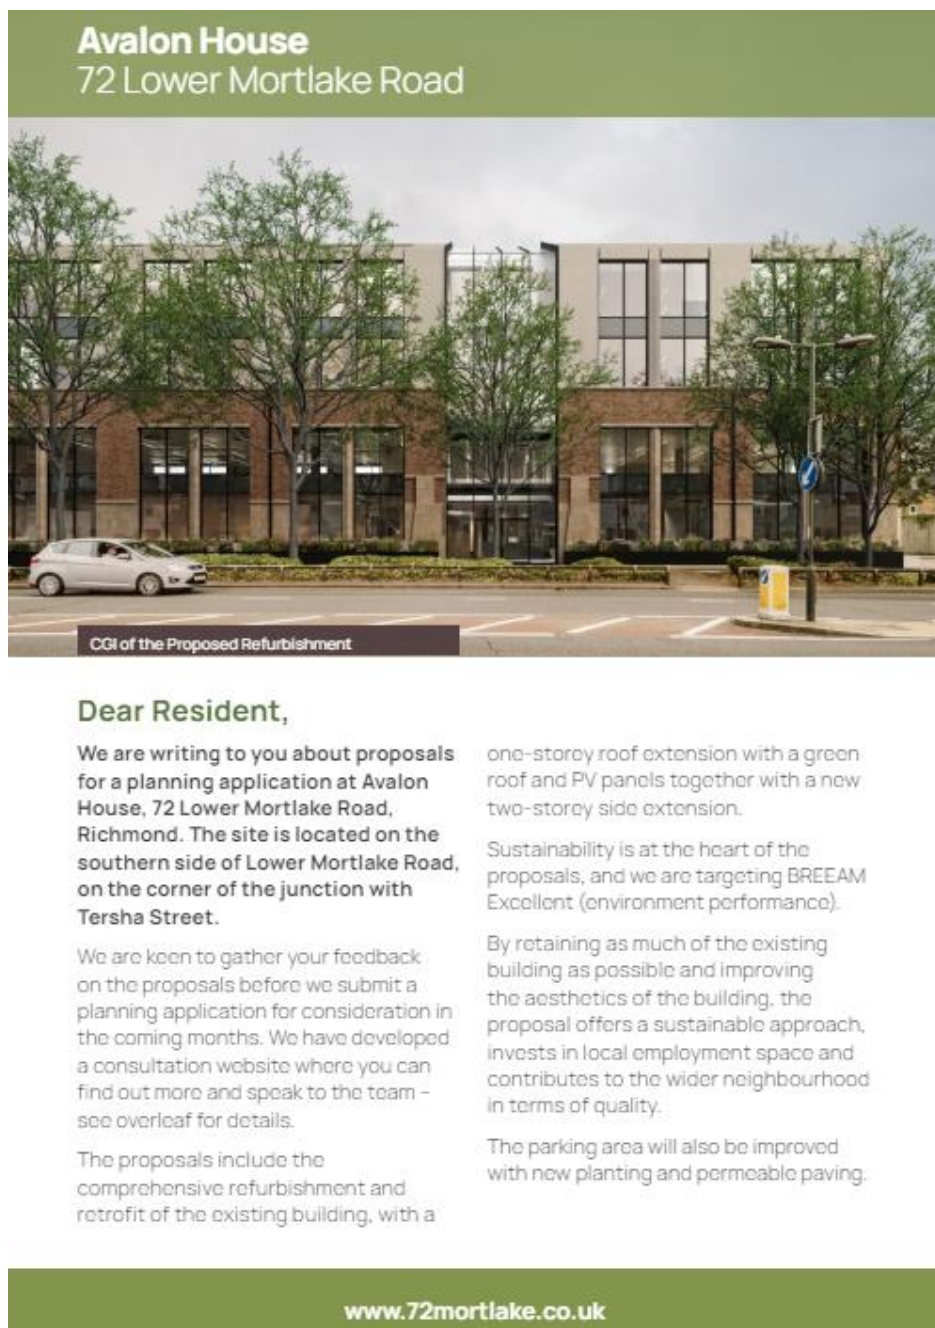 Avalon House
72 Lower Mortlake Road
CGI of the Proposed Refurbishment
Dear Resident,
We are writing to you about proposals
for a planning application at Avalon
House, 72 Lower Mortlake Road,
Richmond. The site is located on the
southern side of Lower Mortlake Road,
on the corner of the junction with
Tersha Street.
We are keen to gather your feedback
on the proposals before we submit a
planning application for consideration in
the coming months. We have developed
a consultation website where you can
find out more and speak to the team –
see overleaf for details.
The proposals include the
comprehensive refurbishment and
retrofit of the existing building, with a
one-storey roof extension with a green
roof and PV panels together with a new
two-storey side extension.
Sustainability is at the heart of the
proposals, and we are targeting BREEAM
Excellent (environment performance).
By retaining as much of the existing
building as possible and improving
the aesthetics of the building, the
proposal offers a sustainable approach,
invests in local employment space and
contributes to the wider neighbourhood
in terms of quality.
The parking area will also be improved
with new planting and permeable paving.
www.72mortlake.co.uk